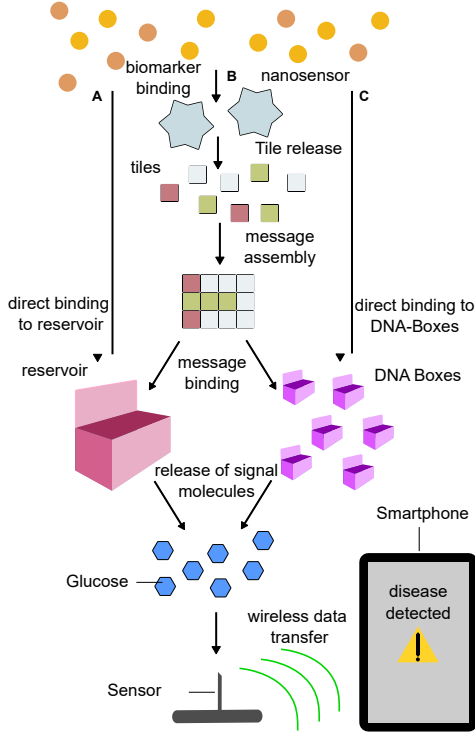 biomarker
binding
B
nanosensor
A
C
Tile release
tiles
message
assembly
direct binding
to reservoir
direct binding to
DNA-Boxes
reservoir
message
binding
DNA Boxes
release of signal
molecules
Smartphone
Glucose
disease
detected
wireless data
transfer
Sensor